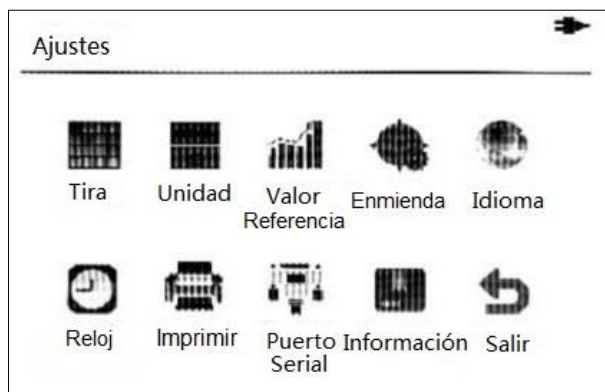 Ajustes
Tira
Unidad
Valor
Referencia
Enmienda
Idioma
Reloj
Imprimir
Puerto
Serial
Información
Salir